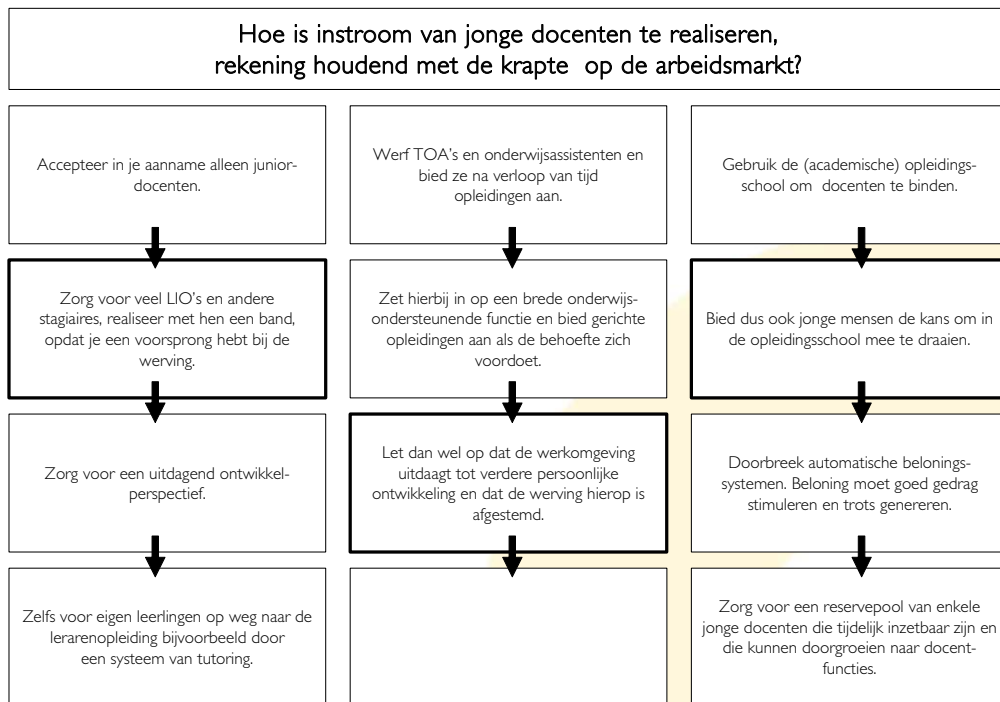 Hoe is instroom van jonge docenten te realiseren,
rekening houdend met de krapte op de arbeidsmarkt?
Accepteer in je aanname alleen junior-
docenten.
Zorg voor veel LIO's en andere
stagiaires, realiseer met hen een band,
opdat je een voorsprong hebt bij de
werving.
Zorg voor een uitdagend ontwikkel-
perspectief.
Zelfs voor eigen leerlingen op weg naar de
lerarenopleiding bijvoorbeeld door
een systeem van tutoring.
Werf TOA's en onderwijsassistenten en
bied ze na verloop van tijd
opleidingen aan.
Zet hierbij in op een brede onderwijs-
ondersteunende functie en bied gerichte
opleidingen aan als de behoefte zich
voordoet.
Let dan wel op dat de werkomgeving
uitdaagt tot verdere persoonlijke
ontwikkeling en dat de werving hierop is
afgestemd.
Gebruik de (academische) opleidings-
school om docenten te binden.
Bied dus ook jonge mensen de kans om in
de opleidingsschool mee te draaien.
Doorbreek automatische belonings-
systemen. Beloning moet goed gedrag
stimuleren en trots genereren.
Zorg voor een reservepool van enkele
jonge docenten die tijdelijk inzetbaar zijn en
die kunnen doorgroeien naar docent-
functies.